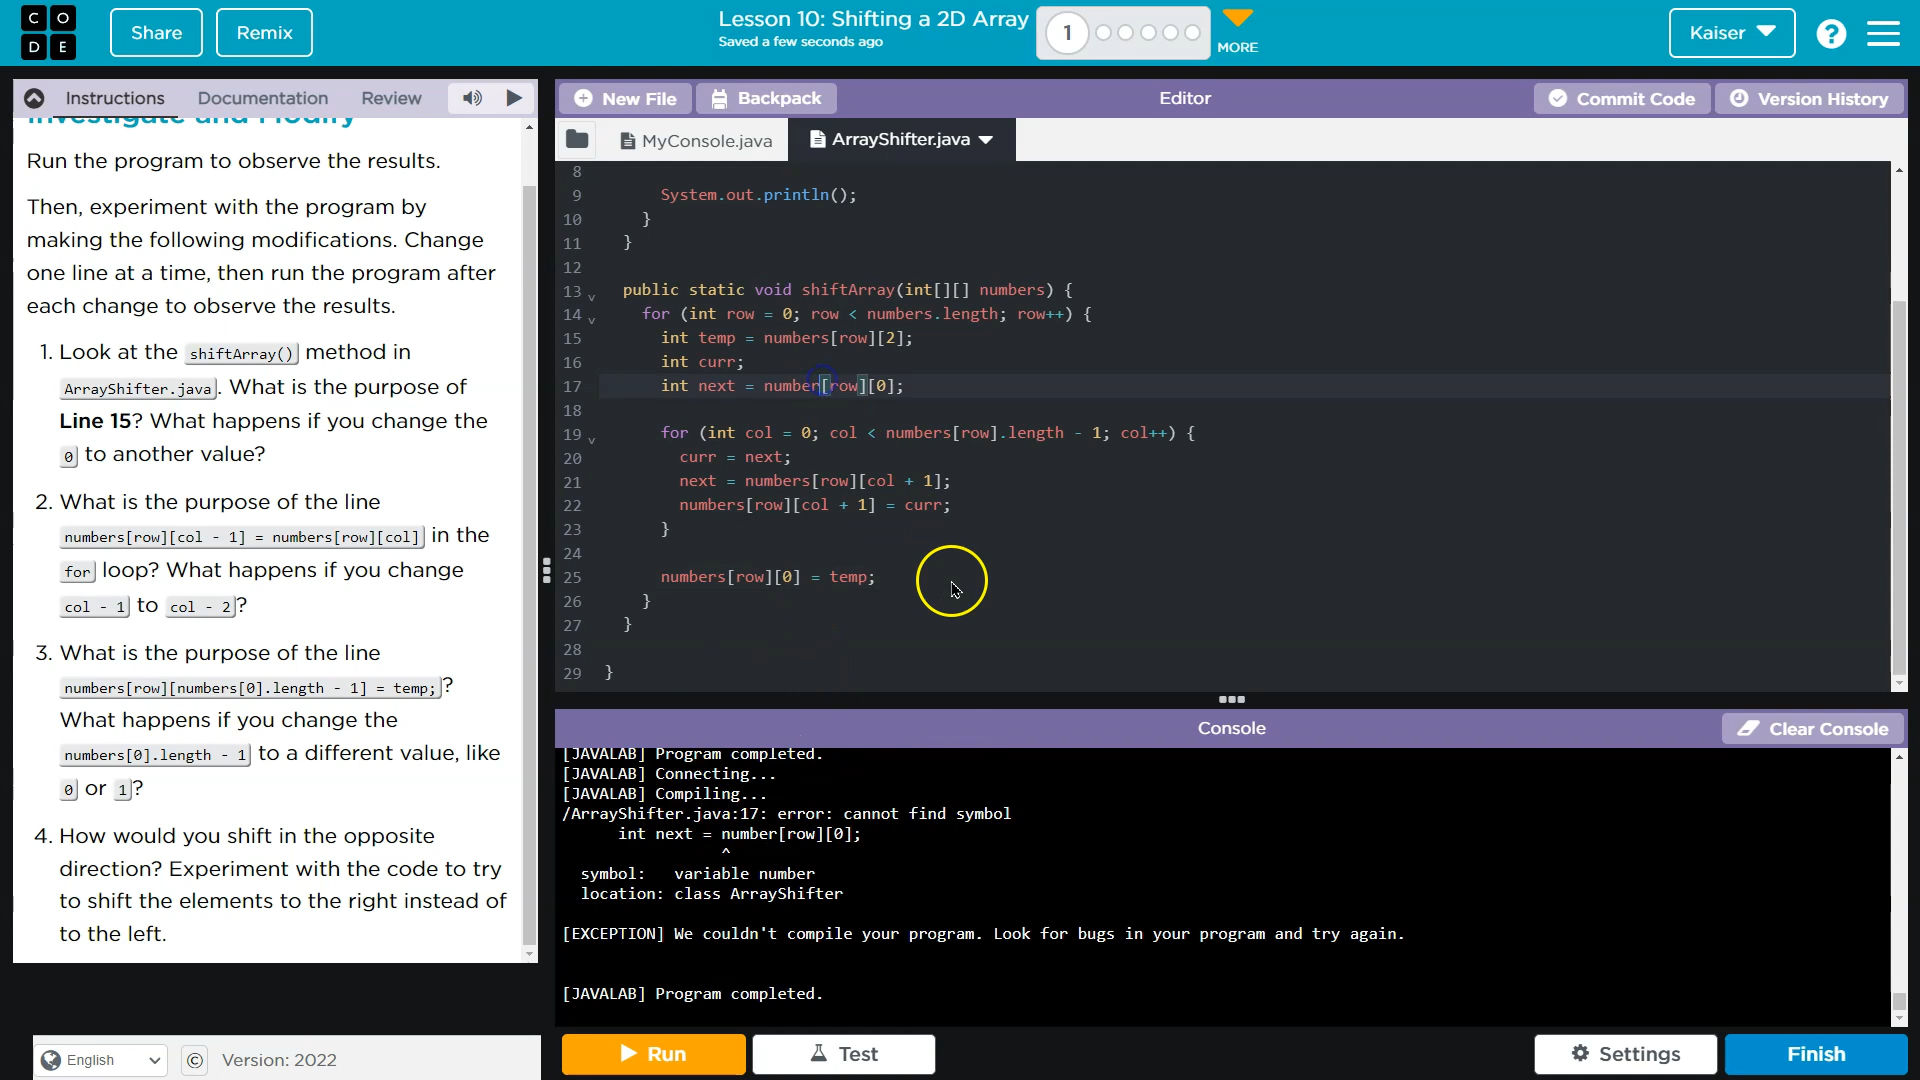 CODE
Share
Remix
Lesson 10: Shifting a 2D Array
Saved a few seconds ago
1
MORE
Kaiser
?
Instructions
Documentation
Review
New File
Backpack
Editor
Commit Code
Version History
MyConsole.java
ArrayShifter.java
Investigate and Modify
Run the program to observe the results.
Then, experiment with the program by
making the following modifications. Change
one line at a time, then run the program after
each change to observe the results.
1. Look at the shiftArray() method in
ArrayShifter.java. What is the purpose of
Line 15? What happens if you change the
0 to another value?
2. What is the purpose of the line
numbers[row][col - 1] = numbers[row][col] in the
for loop? What happens if you change
col - 1 to col - 2?
3. What is the purpose of the line
numbers[row][numbers[0].length - 1] = temp;?
What happens if you change the
numbers[0].length - 1 to a different value, like
0 or 1?
4. How would you shift in the opposite
direction? Experiment with the code to try
to shift the elements to the right instead of
to the left.
8
9 System.out.println();
10 }
11 }
12
13 public static void shiftArray(int[][] numbers) {
14 for (int row = 0; row < numbers.length; row++) {
15 int temp = numbers[row][2];
16 int curr;
17 int next = number[row][0];
18
19 for (int col = 0; col < numbers[row].length - 1; col++) {
20 curr = next;
21 next = numbers[row][col + 1];
22 numbers[row][col + 1] = curr;
23 }
24
25 numbers[row][0] = temp;
26 }
27 }
28
29 }
Console
Clear Console
[JAVALAB] Program completed.
[JAVALAB] Connecting...
[JAVALAB] Compiling...
/ArrayShifter.java:17: error: cannot find symbol
int next = number[row][0];
^
symbol: variable number
location: class ArrayShifter
[EXCEPTION] We couldn't compile your program. Look for bugs in your program and try again.
[JAVALAB] Program completed.
English
©
Version: 2022
Run
Test
Settings
Finish